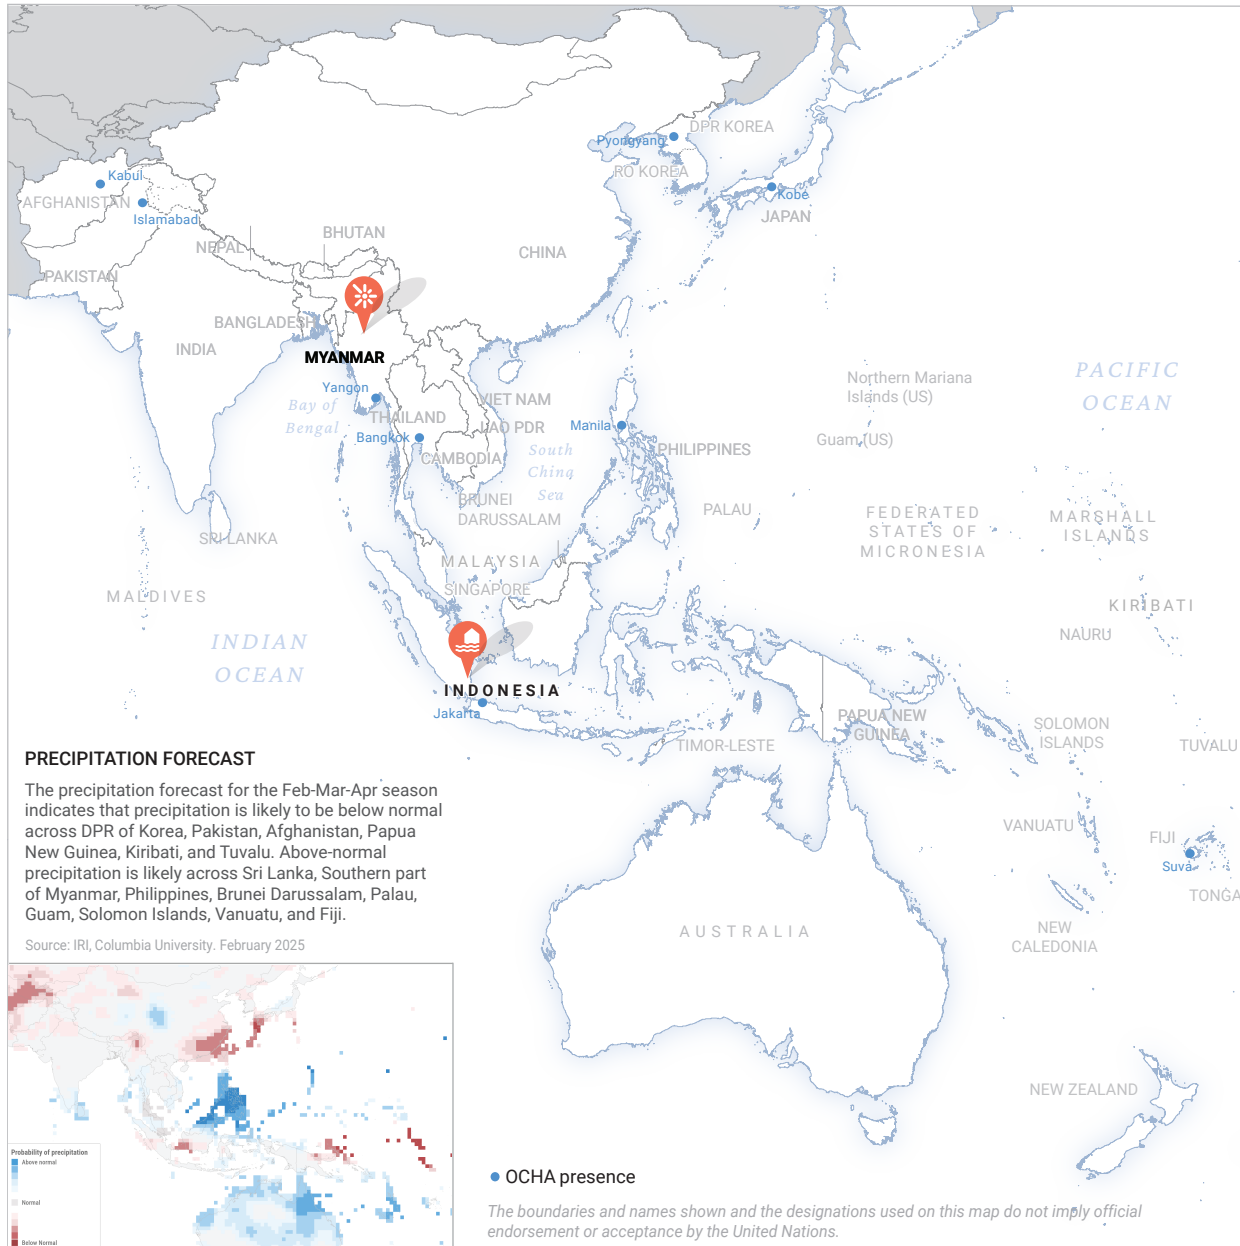 DPR KOREA
Pyongyang
RO KOREA
Kabul
AFGHANISTAN
Islamabad
Kobe
JAPAN
BHUTAN
NEPAL
CHINA
PAKISTAN
BANGLADESH
INDIA
MYANMAR
PACIFIC
OCEAN
Northern Mariana
Islands (US)
Yangon
Bay of
Bengal
VIET NAM
THAILAND
LAO PDR
Manila
Bangkok
Guam (US)
South
China
Sea
PHILIPPINES
CAMBODIA
BRUNEI
DARUSSALAM
PALAU
FEDERATED
STATES OF
MICRONESIA
MARSHALL
ISLANDS
SRI LANKA
MALAYSIA
SINGAPORE
MALDIVES
KIRIBATI
NAURU
INDIAN
OCEAN
INDONESIA
Jakarta
PAPUA NEW
GUINEA
SOLOMON
ISLANDS
TIMOR-LESTE
TUVALU
PRECIPITATION FORECAST
The precipitation forecast for the Feb-Mar-Apr season
indicates that precipitation is likely to be below normal
across DPR of Korea, Pakistan, Afghanistan, Papua
New Guinea, Kiribati, and Tuvalu. Above-normal
precipitation is likely across Sri Lanka, Southern part
of Myanmar, Philippines, Brunei Darussalam, Palau,
Guam, Solomon Islands, Vanuatu, and Fiji.
Source: IRI, Columbia University. February 2025
VANUATU
FIJI
Suva
TONGA
AUSTRALIA
NEW
CALEDONIA
NEW ZEALAND
Probability of precipitation
Above normal
Normal
Below Normal
OCHA presence
The boundaries and names shown and the designations used on this map do not imply official
endorsement or acceptance by the United Nations.